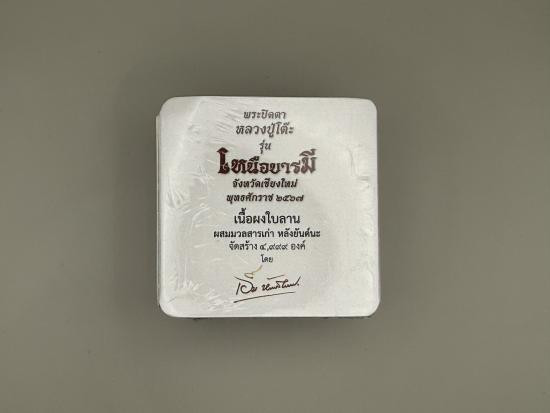 พระปิดตา
หลวงปู่โต๊ะ
รุ่น
เหนือบารมี
จังหวัดเชียงใหม่
พุทธศักราช ๒๕๖๗
เนื้อผงใบลาน
ผสมมวลสารเก่า หลังยันต์นะ
จัดสร้าง ๔,๙๙๙ องค์
โดย